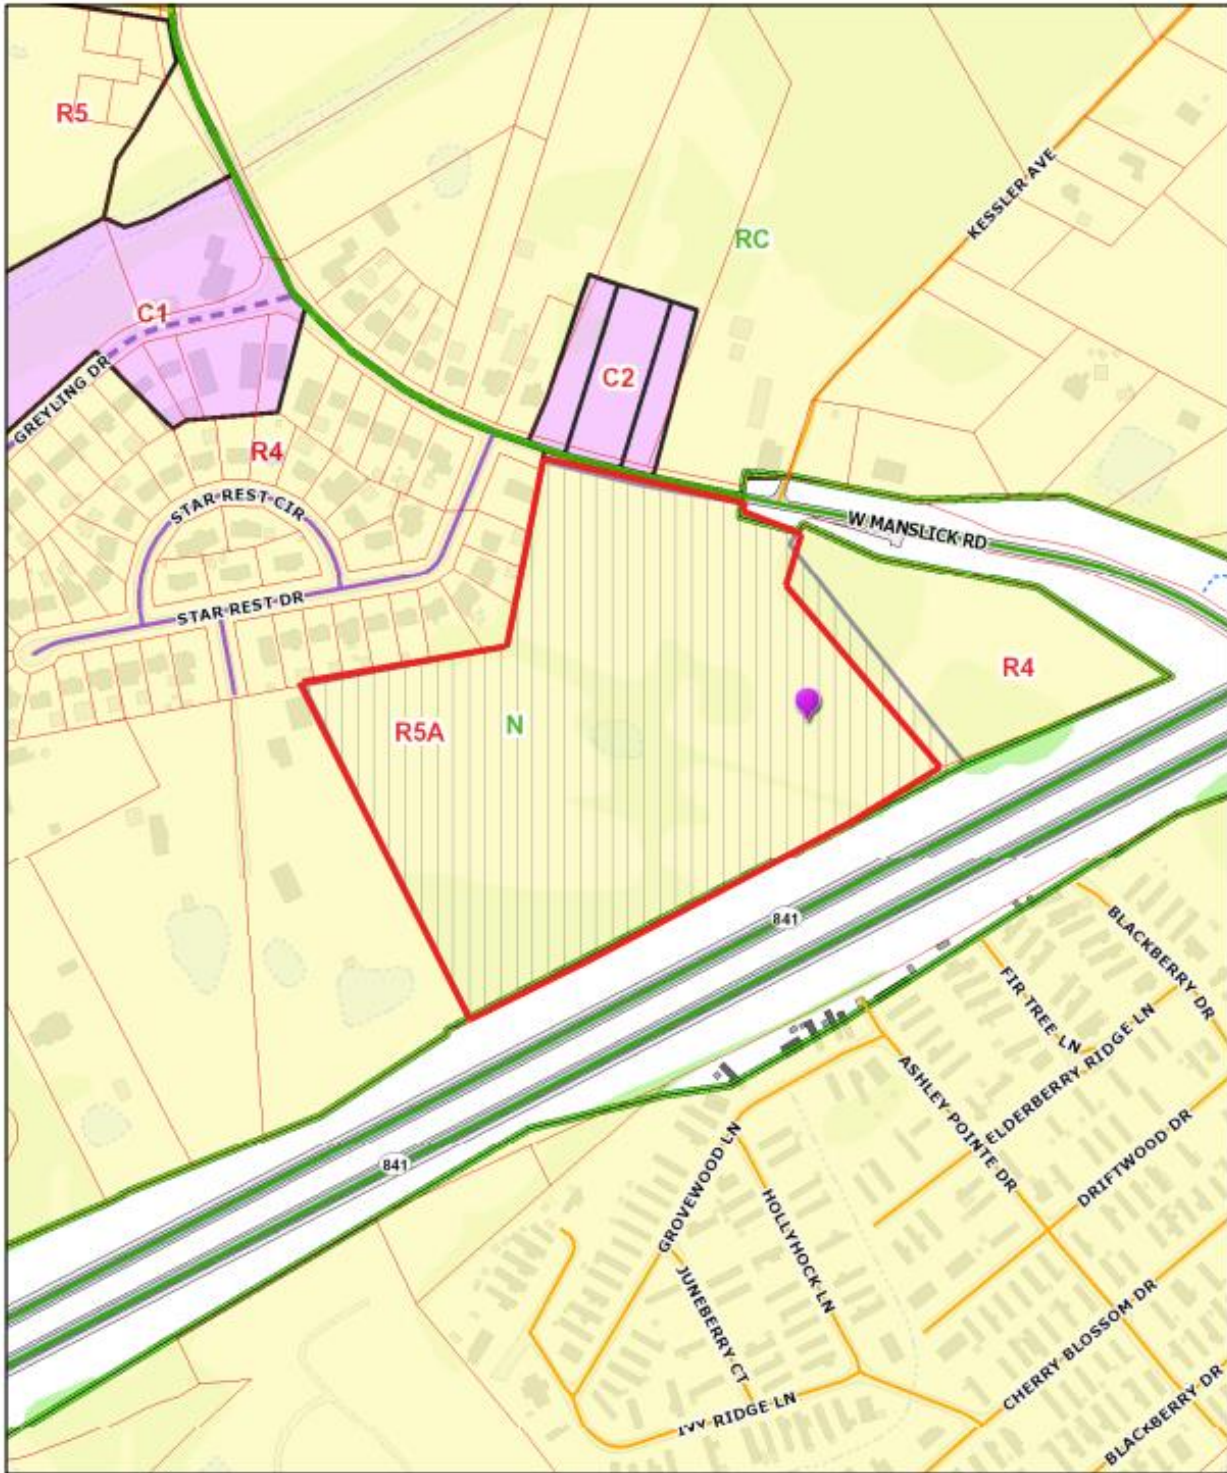 R5
KESSLER AVE
RC
C1
C2
GREYLING DR
R4
STAR REST CIR
W MANSLICK RD
STAR REST DR
R4
R5A
N
841
BLACKBERRY DR
FIR TREE LN
ELDERBERRY RIDGE LN
ASHLEY POINTE DR
DRIFTWOOD DR
841
GROVEWOOD LN
HOLLYHOCK LN
JUNEBERRY CT
CHERRY BLOSSOM DR
IVY RIDGE LN
BLACKBERRY DR